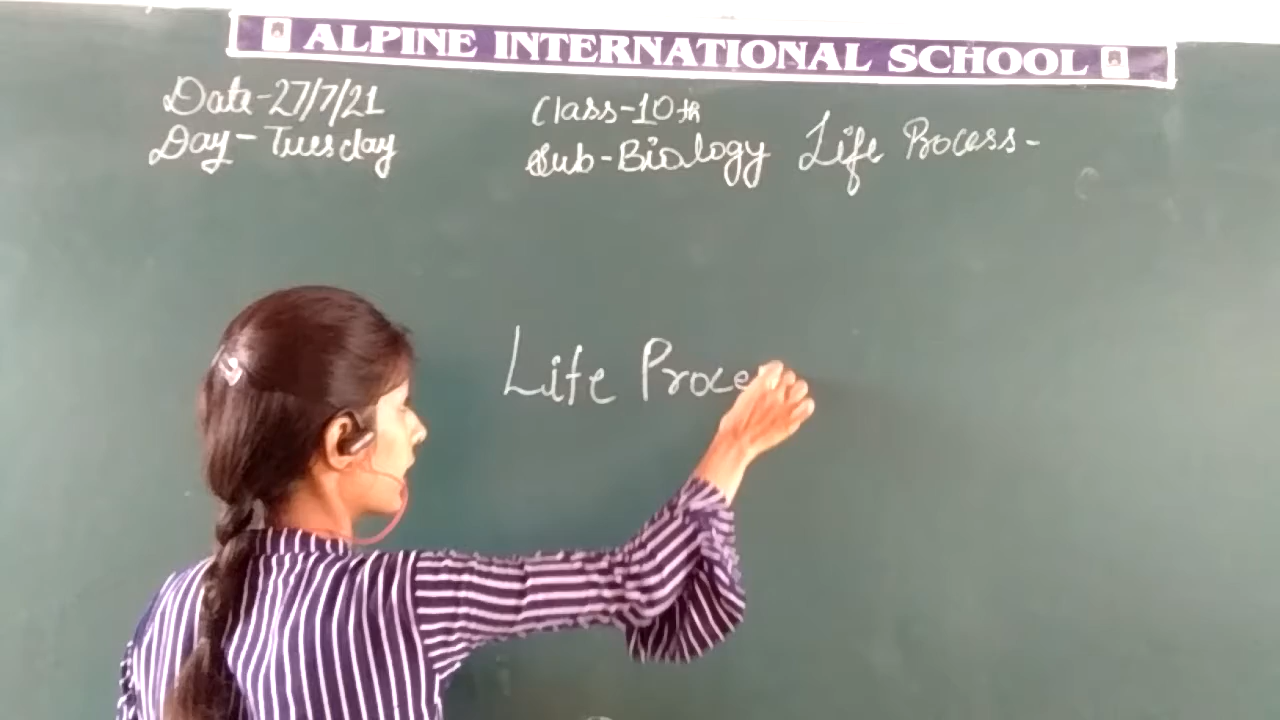 ALPINE INTERNATIONAL SCHOOL
Date-27/7/21
Day-Tuesday
Class-10th
Sub-Biology Life Process-
Life Proce